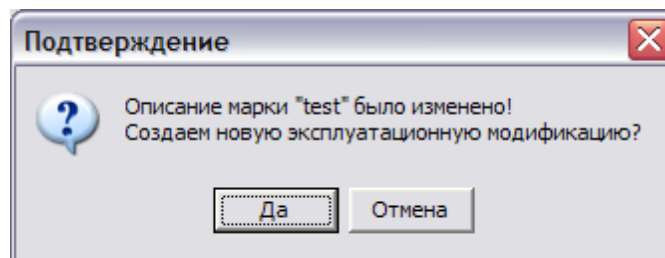 Подтверждение
Описание марки "test" было изменено!
Создаем новую эксплуатационную модификацию?
Да
Отмена